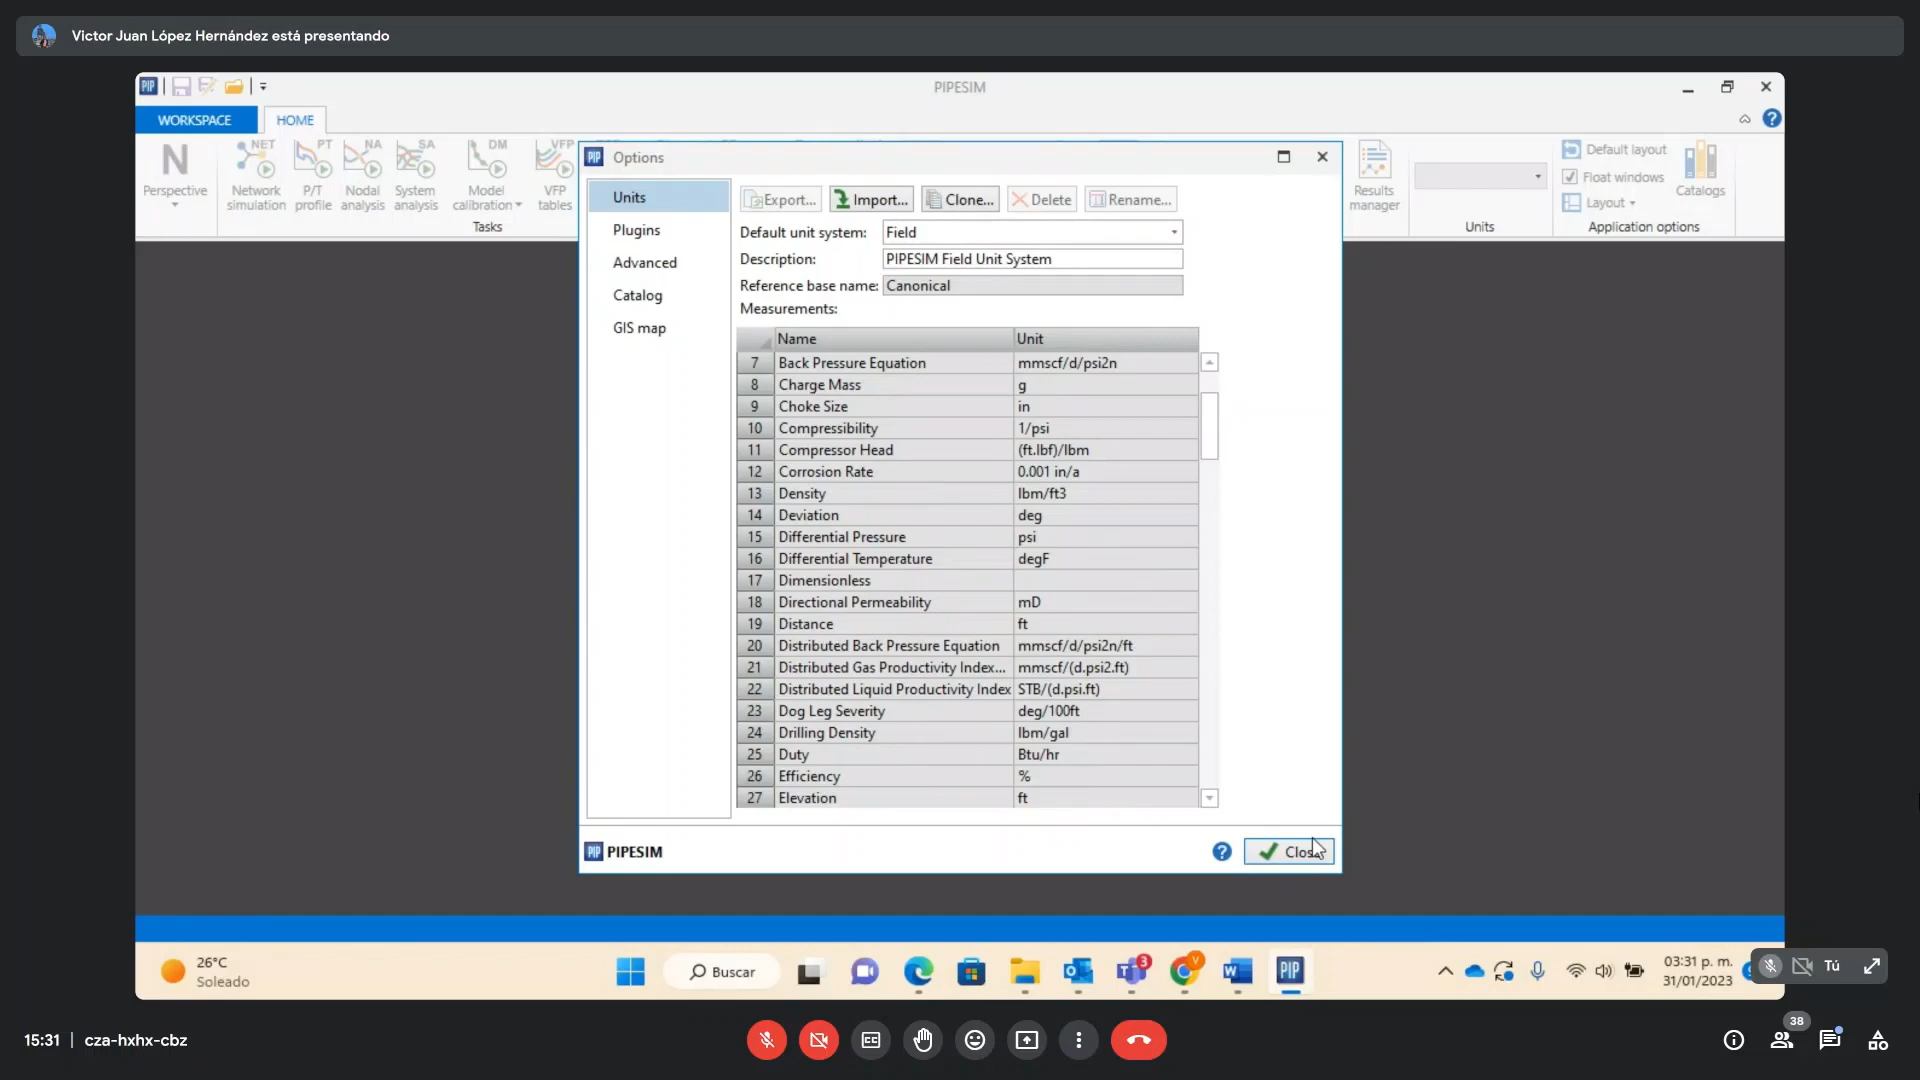 Victor Juan López Hernández está presentando
PIP
PIPESIM
WORKSPACE
HOME
N
Perspective
NET
Network simulation
PT
P/T profile
NA
Nodal analysis
SA
System analysis
DM
Model calibration
VFP
VFP tables
Tasks
Results manager
Units
Default layout
Float windows
Layout
Catalogs
Application options
PIP Options
Units
Plugins
Advanced
Catalog
GIS map
Export... Import... Clone... Delete Rename...
Default unit system: Field
Description: PIPESIM Field Unit System
Reference base name: Canonical
Measurements:
Name Unit
7 Back Pressure Equation mmscf/d/psi2n
8 Charge Mass g
9 Choke Size in
10 Compressibility 1/psi
11 Compressor Head (ft.lbf)/lbm
12 Corrosion Rate 0.001 in/a
13 Density lbm/ft3
14 Deviation deg
15 Differential Pressure psi
16 Differential Temperature degF
17 Dimensionless
18 Directional Permeability mD
19 Distance ft
20 Distributed Back Pressure Equation mmscf/d/psi2n/ft
21 Distributed Gas Productivity Index... mmscf/(d.psi2.ft)
22 Distributed Liquid Productivity Index STB/(d.psi.ft)
23 Dog Leg Severity deg/100ft
24 Drilling Density lbm/gal
25 Duty Btu/hr
26 Efficiency %
27 Elevation ft
PIP PIPESIM
? Clos
26°C
Soleado
Buscar
3
V
W
PIP
03:31 p. m.
31/01/2023
Tú
15:31 | cza-hxhx-cbz
38